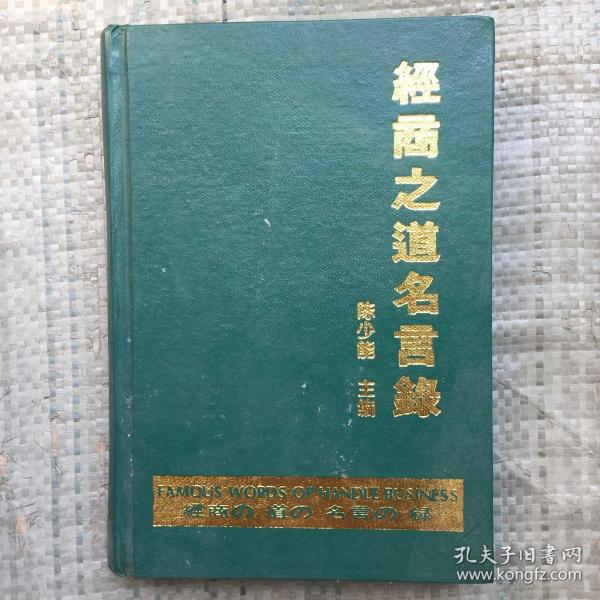 經商之道名言錄
陈少能 主编
FAMOUS WORDS OF HANDLE BUSINESS
經商の 道の 名言の 録
孔夫子旧书网
www.kongfz.com